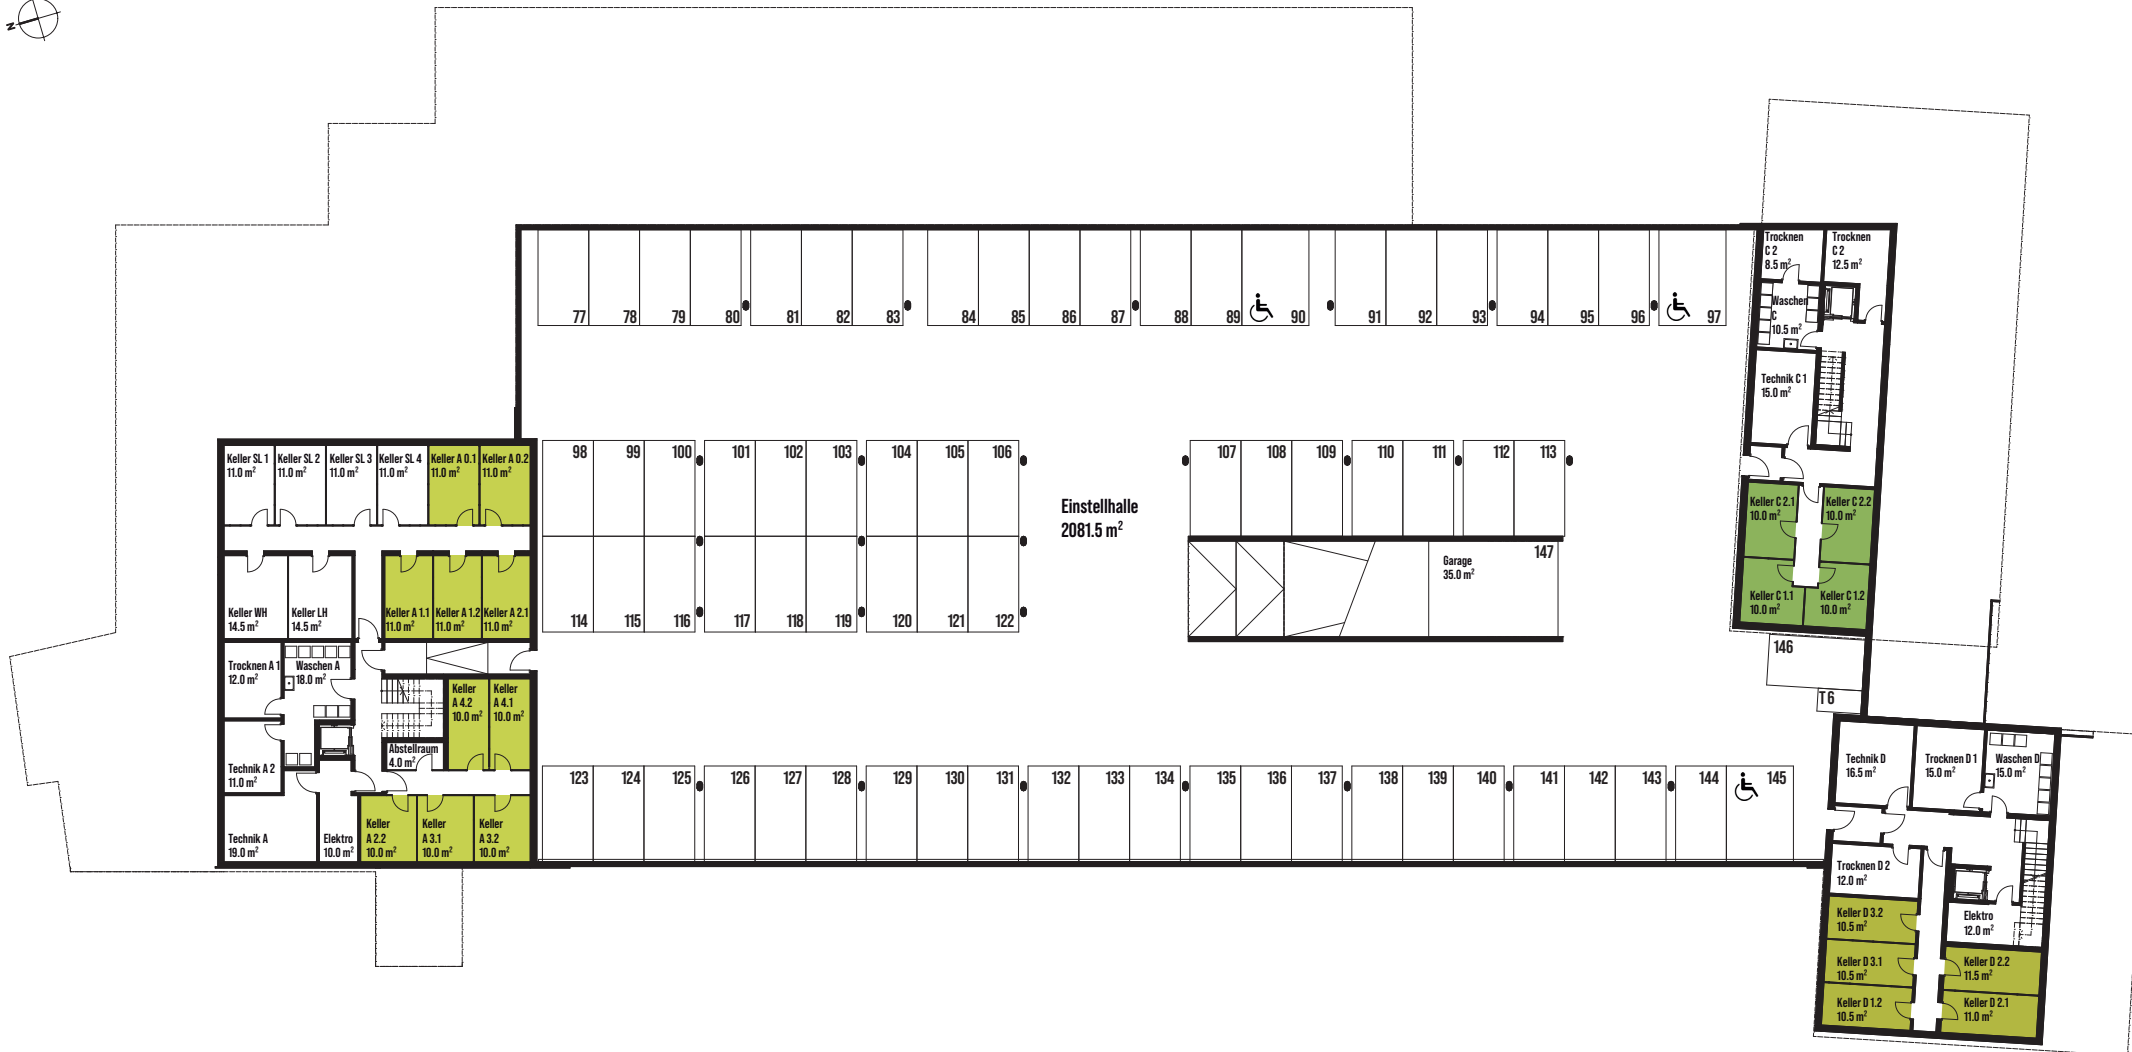 N
77 78 79 80 81 82 83 84 85 86 87 88 89 90 91 92 93 94 95 96 97
Trocknen
C 2
8.5 m²
Trocknen
C 2
12.5 m²
Waschen
C
10.5 m²
Technik C 1
15.0 m²
Keller C 2.1
10.0 m²
Keller C 2.2
10.0 m²
Keller C 1.1
10.0 m²
Keller C 1.2
10.0 m²
98 99 100 101 102 103 104 105 106 107 108 109 110 111 112 113
Einstellhalle
2081.5 m²
Garage
35.0 m²
147
114 115 116 117 118 119 120 121 122
146
T 6
Keller SL 1
11.0 m²
Keller SL 2
11.0 m²
Keller SL 3
11.0 m²
Keller SL 4
11.0 m²
Keller A 0.1
11.0 m²
Keller A 0.2
11.0 m²
Keller WH
14.5 m²
Keller LH
14.5 m²
Keller A 1.1
11.0 m²
Keller A 1.2
11.0 m²
Keller A 2.1
11.0 m²
Trocknen A 1
12.0 m²
Waschen A
18.0 m²
Keller
A 4.2
10.0 m²
Keller
A 4.1
10.0 m²
Abstellraum
4.0 m²
Technik A 2
11.0 m²
Technik A
19.0 m²
Elektro
10.0 m²
Keller
A 2.2
10.0 m²
Keller
A 3.1
10.0 m²
Keller
A 3.2
10.0 m²
123 124 125 126 127 128 129 130 131 132 133 134 135 136 137 138 139 140 141 142 143 144 145
Technik D
16.5 m²
Trocknen D 1
15.0 m²
Waschen D
15.0 m²
Trocknen D 2
12.0 m²
Keller D 3.2
10.5 m²
Elektro
12.0 m²
Keller D 3.1
10.5 m²
Keller D 2.2
11.5 m²
Keller D 1.2
10.5 m²
Keller D 2.1
11.0 m²